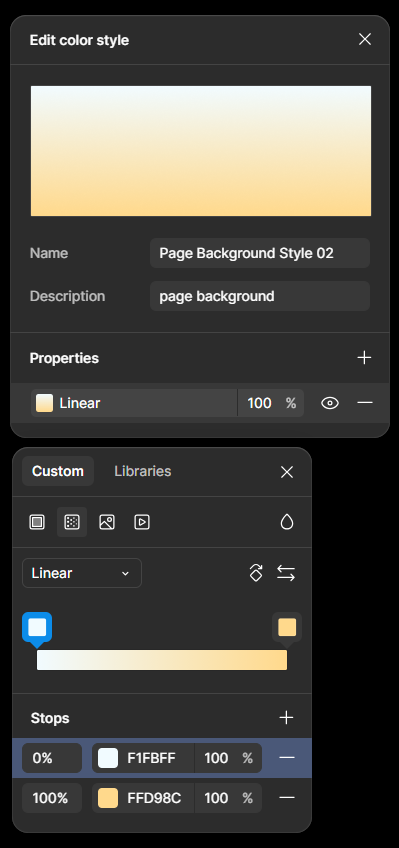 Edit color style
Name Page Background Style 02
Description page background
Properties
Linear 100 %
Custom Libraries
Linear
Stops
0% F1FBFF 100 %
100% FFD98C 100 %